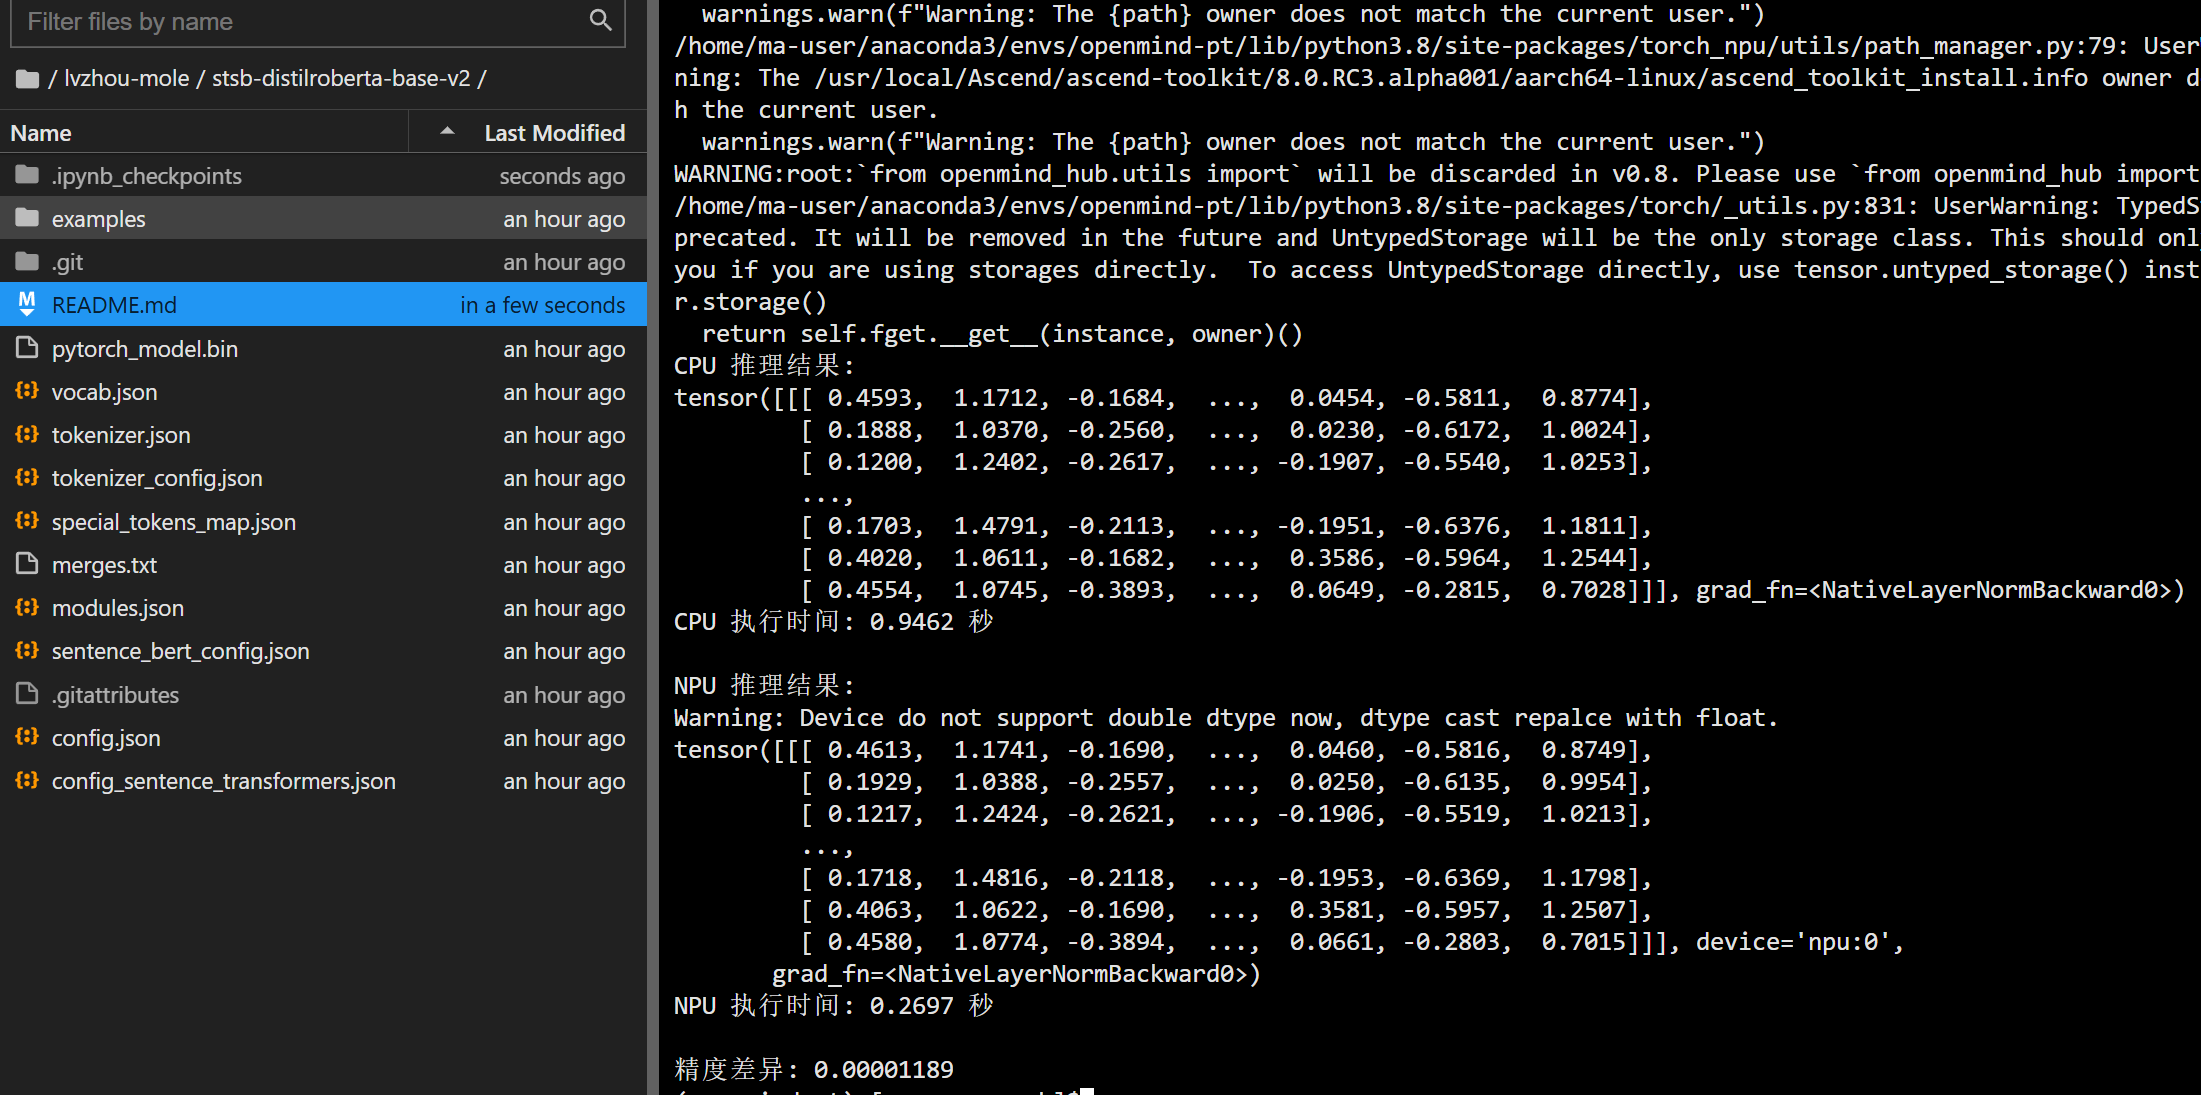 Filter files by name
/ lvzhou-mole / stsb-distilroberta-base-v2 /
Name Last Modified
.ipynb_checkpoints seconds ago
examples an hour ago
.git an hour ago
README.md in a few seconds
pytorch_model.bin an hour ago
vocab.json an hour ago
tokenizer.json an hour ago
tokenizer_config.json an hour ago
special_tokens_map.json an hour ago
merges.txt an hour ago
modules.json an hour ago
sentence_bert_config.json an hour ago
.gitattributes an hour ago
config.json an hour ago
config_sentence_transformers.json an hour ago
  warnings.warn(f"Warning: The {path} owner does not match the current user.")
/home/ma-user/anaconda3/envs/openmind-pt/lib/python3.8/site-packages/torch_npu/utils/path_manager.py:79: User
ning: The /usr/local/Ascend/ascend-toolkit/8.0.RC3.alpha001/aarch64-linux/ascend_toolkit_install.info owner d
h the current user.
  warnings.warn(f"Warning: The {path} owner does not match the current user.")
WARNING:root:`from openmind_hub.utils import` will be discarded in v0.8. Please use `from openmind_hub import
/home/ma-user/anaconda3/envs/openmind-pt/lib/python3.8/site-packages/torch/_utils.py:831: UserWarning: TypedSt
precated. It will be removed in the future and UntypedStorage will be the only storage class. This should onl
you if you are using storages directly.  To access UntypedStorage directly, use tensor.untyped_storage() inst
r.storage()
  return self.fget.__get__(instance, owner)()
CPU 推理结果:
tensor([[[ 0.4593,  1.1712, -0.1684,  ...,  0.0454, -0.5811,  0.8774],
         [ 0.1888,  1.0370, -0.2560,  ...,  0.0230, -0.6172,  1.0024],
         [ 0.1200,  1.2402, -0.2617,  ..., -0.1907, -0.5540,  1.0253],
         ...,
         [ 0.1703,  1.4791, -0.2113,  ..., -0.1951, -0.6376,  1.1811],
         [ 0.4020,  1.0611, -0.1682,  ...,  0.3586, -0.5964,  1.2544],
         [ 0.4554,  1.0745, -0.3893,  ...,  0.0649, -0.2815,  0.7028]]], grad_fn=<NativeLayerNormBackward0>)
CPU 执行时间: 0.9462 秒
NPU 推理结果:
Warning: Device do not support double dtype now, dtype cast repalce with float.
tensor([[[ 0.4613,  1.1741, -0.1690,  ...,  0.0460, -0.5816,  0.8749],
         [ 0.1929,  1.0388, -0.2557,  ...,  0.0250, -0.6135,  0.9954],
         [ 0.1217,  1.2424, -0.2621,  ..., -0.1906, -0.5519,  1.0213],
         ...,
         [ 0.1718,  1.4816, -0.2118,  ..., -0.1953, -0.6369,  1.1798],
         [ 0.4063,  1.0622, -0.1690,  ...,  0.3581, -0.5957,  1.2507],
         [ 0.4580,  1.0774, -0.3894,  ...,  0.0661, -0.2803,  0.7015]]], device='npu:0',
       grad_fn=<NativeLayerNormBackward0>)
NPU 执行时间: 0.2697 秒
精度差异: 0.00001189